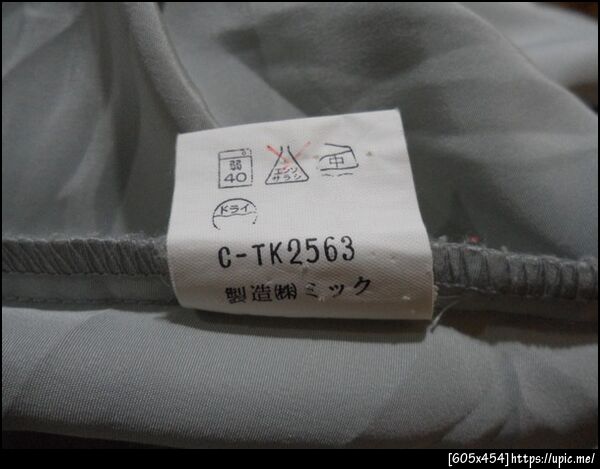 弱
40
エンソ
サラシ
中
ドライ
C-TK2563
製造㈱ミック
[605x454]https://upic.me/